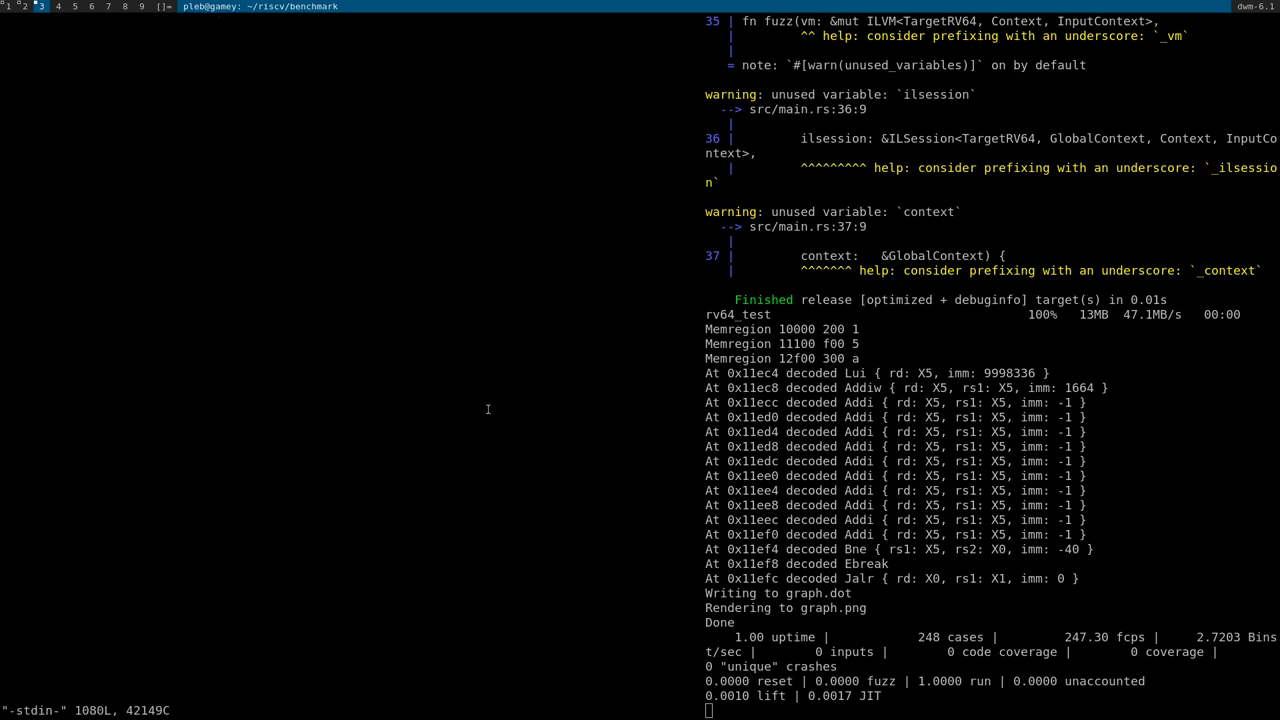 1 2 3 4 5 6 7 8 9 []= pleb@gamey: ~/riscv/benchmark dwm-6.1
35 | fn fuzz(vm: &mut ILVM<TargetRV64, Context, InputContext>,
| ^^ help: consider prefixing with an underscore: `_vm`
|
= note: `#[warn(unused_variables)]` on by default
warning: unused variable: `ilsession`
--> src/main.rs:36:9
|
36 | ilsession: &ILSession<TargetRV64, GlobalContext, Context, InputCo
ntext>,
| ^^^^^^^^^ help: consider prefixing with an underscore: `_ilsessio
n`
warning: unused variable: `context`
--> src/main.rs:37:9
|
37 | context: &GlobalContext) {
| ^^^^^^^ help: consider prefixing with an underscore: `_context`
Finished release [optimized + debuginfo] target(s) in 0.01s
rv64_test 100% 13MB 47.1MB/s 00:00
Memregion 10000 200 1
Memregion 11100 f00 5
Memregion 12f00 300 a
At 0x11ec4 decoded Lui { rd: X5, imm: 9998336 }
At 0x11ec8 decoded Addiw { rd: X5, rs1: X5, imm: 1664 }
At 0x11ecc decoded Addi { rd: X5, rs1: X5, imm: -1 }
At 0x11ed0 decoded Addi { rd: X5, rs1: X5, imm: -1 }
At 0x11ed4 decoded Addi { rd: X5, rs1: X5, imm: -1 }
At 0x11ed8 decoded Addi { rd: X5, rs1: X5, imm: -1 }
At 0x11edc decoded Addi { rd: X5, rs1: X5, imm: -1 }
At 0x11ee0 decoded Addi { rd: X5, rs1: X5, imm: -1 }
At 0x11ee4 decoded Addi { rd: X5, rs1: X5, imm: -1 }
At 0x11ee8 decoded Addi { rd: X5, rs1: X5, imm: -1 }
At 0x11eec decoded Addi { rd: X5, rs1: X5, imm: -1 }
At 0x11ef0 decoded Addi { rd: X5, rs1: X5, imm: -1 }
At 0x11ef4 decoded Bne { rs1: X5, rs2: X0, imm: -40 }
At 0x11ef8 decoded Ebreak
At 0x11efc decoded Jalr { rd: X0, rs1: X1, imm: 0 }
Writing to graph.dot
Rendering to graph.png
Done
1.00 uptime | 248 cases | 247.30 fcps | 2.7203 Bins
t/sec | 0 inputs | 0 code coverage | 0 coverage |
0 "unique" crashes
0.0000 reset | 0.0000 fuzz | 1.0000 run | 0.0000 unaccounted
0.0010 lift | 0.0017 JIT
"-stdin-" 1080L, 42149C